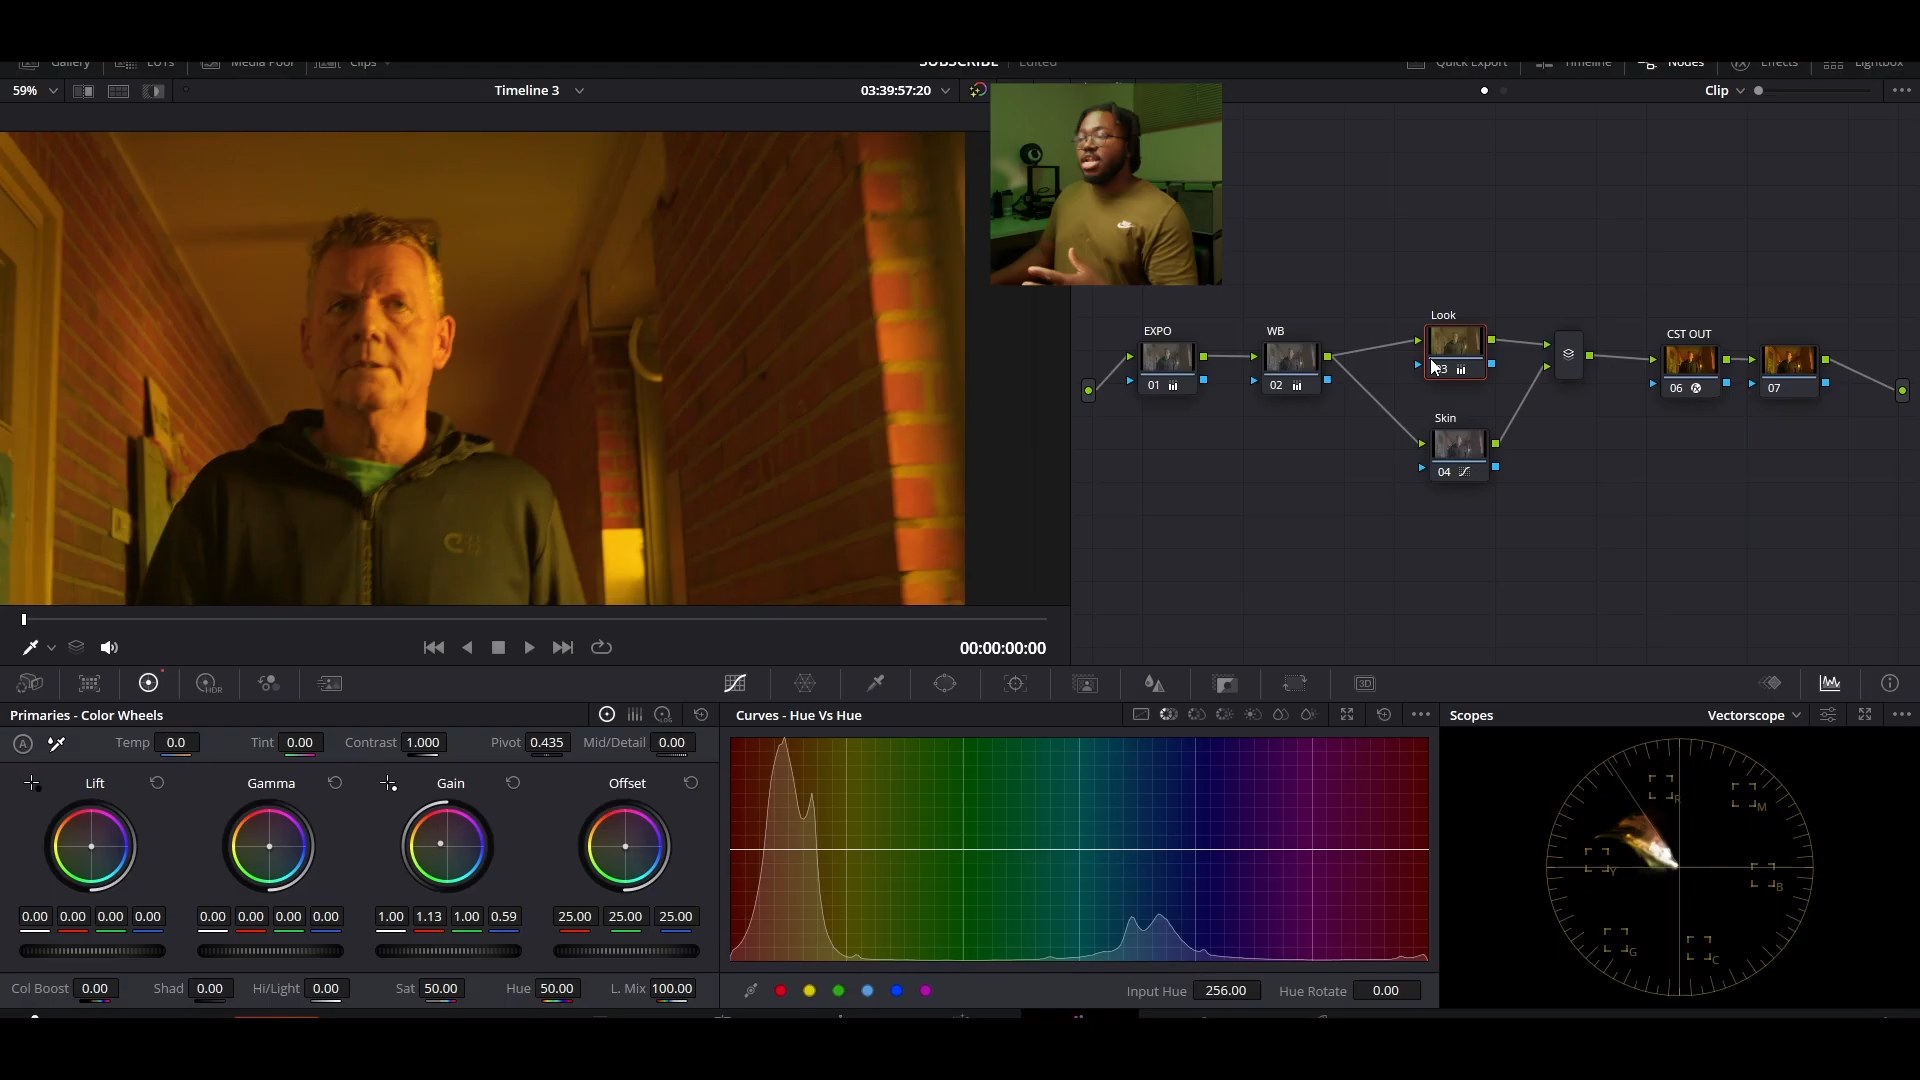 Gallery LUTs Media Pool Clips SUBSCRIBE Edited Quick Export Timeline Nodes Effects Lightbox
59% Timeline 3 03:39:57:20 Clip
Look
EXPO WB CST OUT
03
01 02 06 07
Skin
04
00:00:00:00
HDR 3D
Primaries - Color Wheels LOG Curves - Hue Vs Hue Scopes Vectorscope
A Temp 0.0 Tint 0.00 Contrast 1.000 Pivot 0.435 Mid/Detail 0.00
Lift Gamma Gain Offset
R M
Y B
G C
0.00 0.00 0.00 0.00 0.00 0.00 0.00 0.00 1.00 1.13 1.00 0.59 25.00 25.00 25.00
Col Boost 0.00 Shad 0.00 Hi/Light 0.00 Sat 50.00 Hue 50.00 L. Mix 100.00 Input Hue 256.00 Hue Rotate 0.00